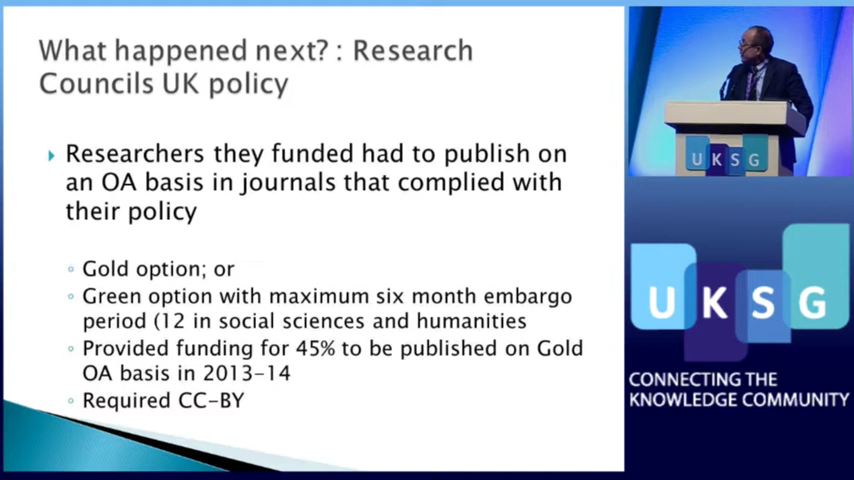 What happened next? : Research
Councils UK policy
Researchers they funded had to publish on
an OA basis in journals that complied with
their policy
Gold option; or
Green option with maximum six month embargo
period (12 in social sciences and humanities
Provided funding for 45% to be published on Gold
OA basis in 2013-14
Required CC-BY
UKSG
UKSG
CONNECTING THE
KNOWLEDGE COMMUNITY